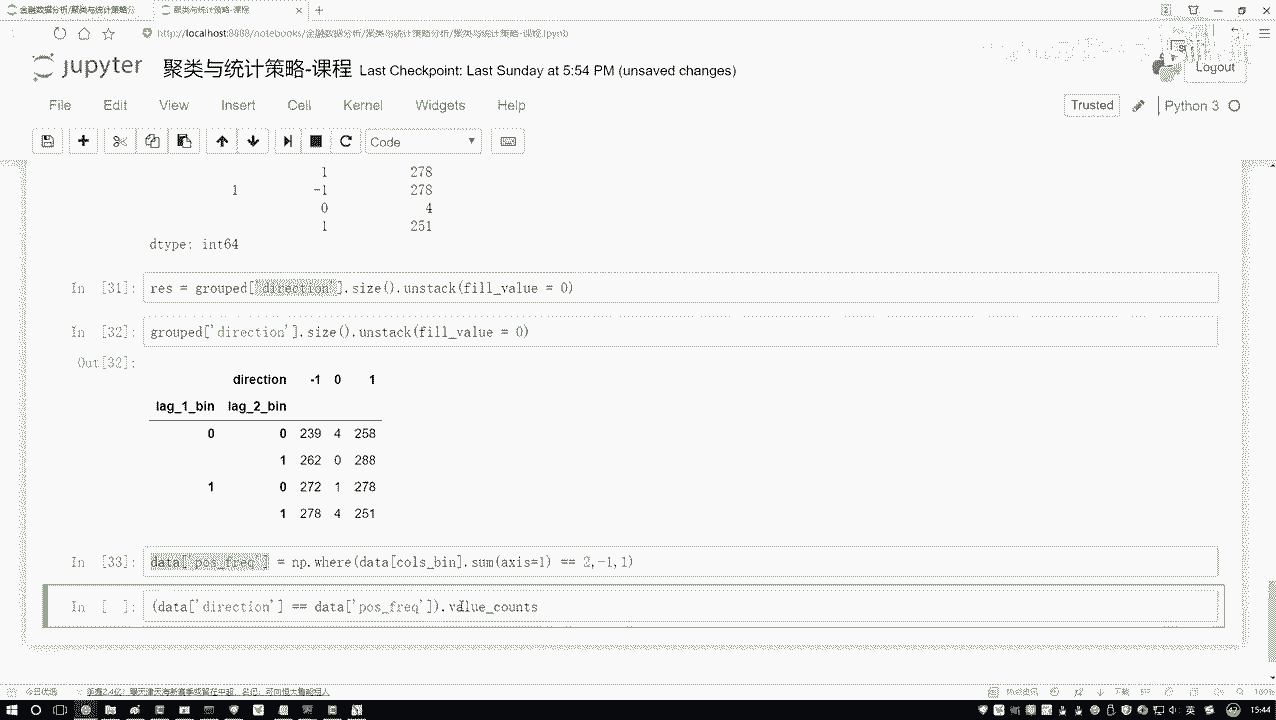 金融数据分析/聚类与统计策略分
聚类与统计策略-课程
http://localhost:8888/notebooks/金融数据分析/聚类与统计策略分析/聚类与统计策略-课程.ipynb
jupyter 聚类与统计策略-课程 Last Checkpoint: Last Sunday at 5:54 PM (unsaved changes)
Logout
File Edit View Insert Cell Kernel Widgets Help
Trusted Python 3
Code
1 278
1 -1 278
0 4
1 251
dtype: int64
In [31]: res = grouped['direction'].size().unstack(fill_value = 0)
In [32]: grouped['direction'].size().unstack(fill_value = 0)
Out[32]:
direction -1 0 1
lag_1_bin lag_2_bin
0 0 239 4 258
1 262 0 288
1 0 272 1 278
1 278 4 251
In [33]: data['pos_freq'] = np.where(data[cols_bin].sum(axis=1) == 2,-1,1)
In [ ]: (data['direction'] == data['pos_freq']).value_counts
今日优选
下载
100%
英
15:44